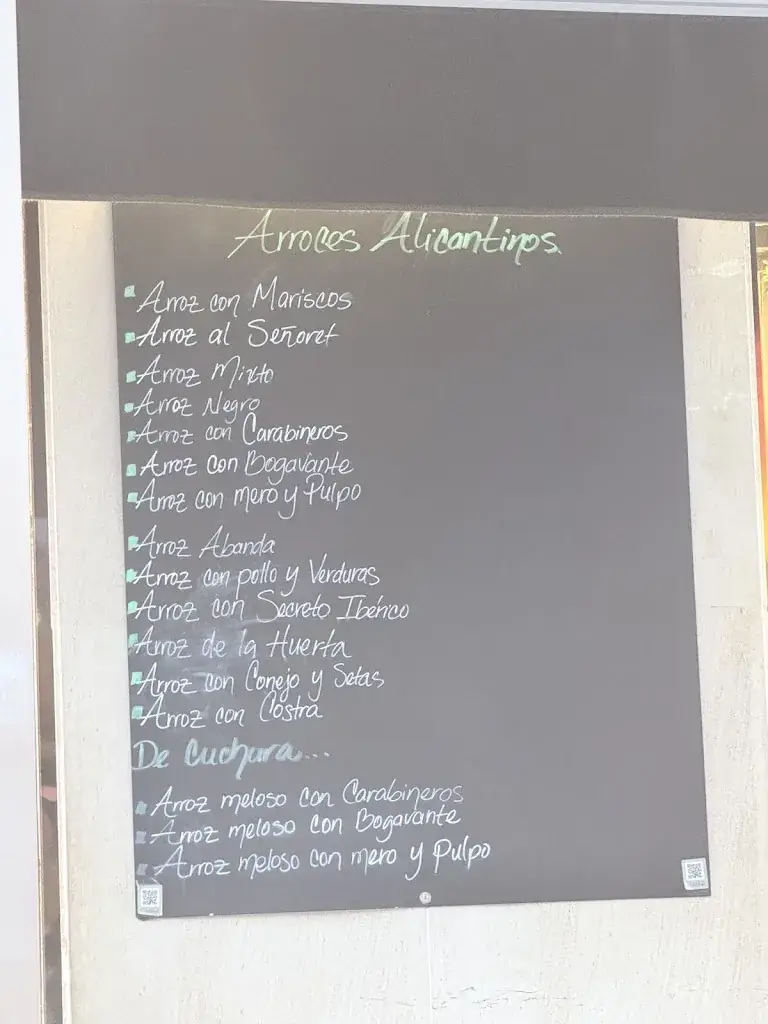 Arroces Alicantinos.
Arroz con Mariscos
Arroz al Señoret
Arroz Mixto
Arroz Negro
Arroz con Carabineros
Arroz con Bogavante
Arroz con mero y Pulpo
Arroz Abanda
Arroz con pollo y Verduras
Arroz con Secreto Ibérico
Arroz de la Huerta
Arroz con Conejo y Setas
Arroz con Costra
De Cuchara...
Arroz meloso con Carabineros
Arroz meloso con Bogavante
Arroz meloso con mero y Pulpo